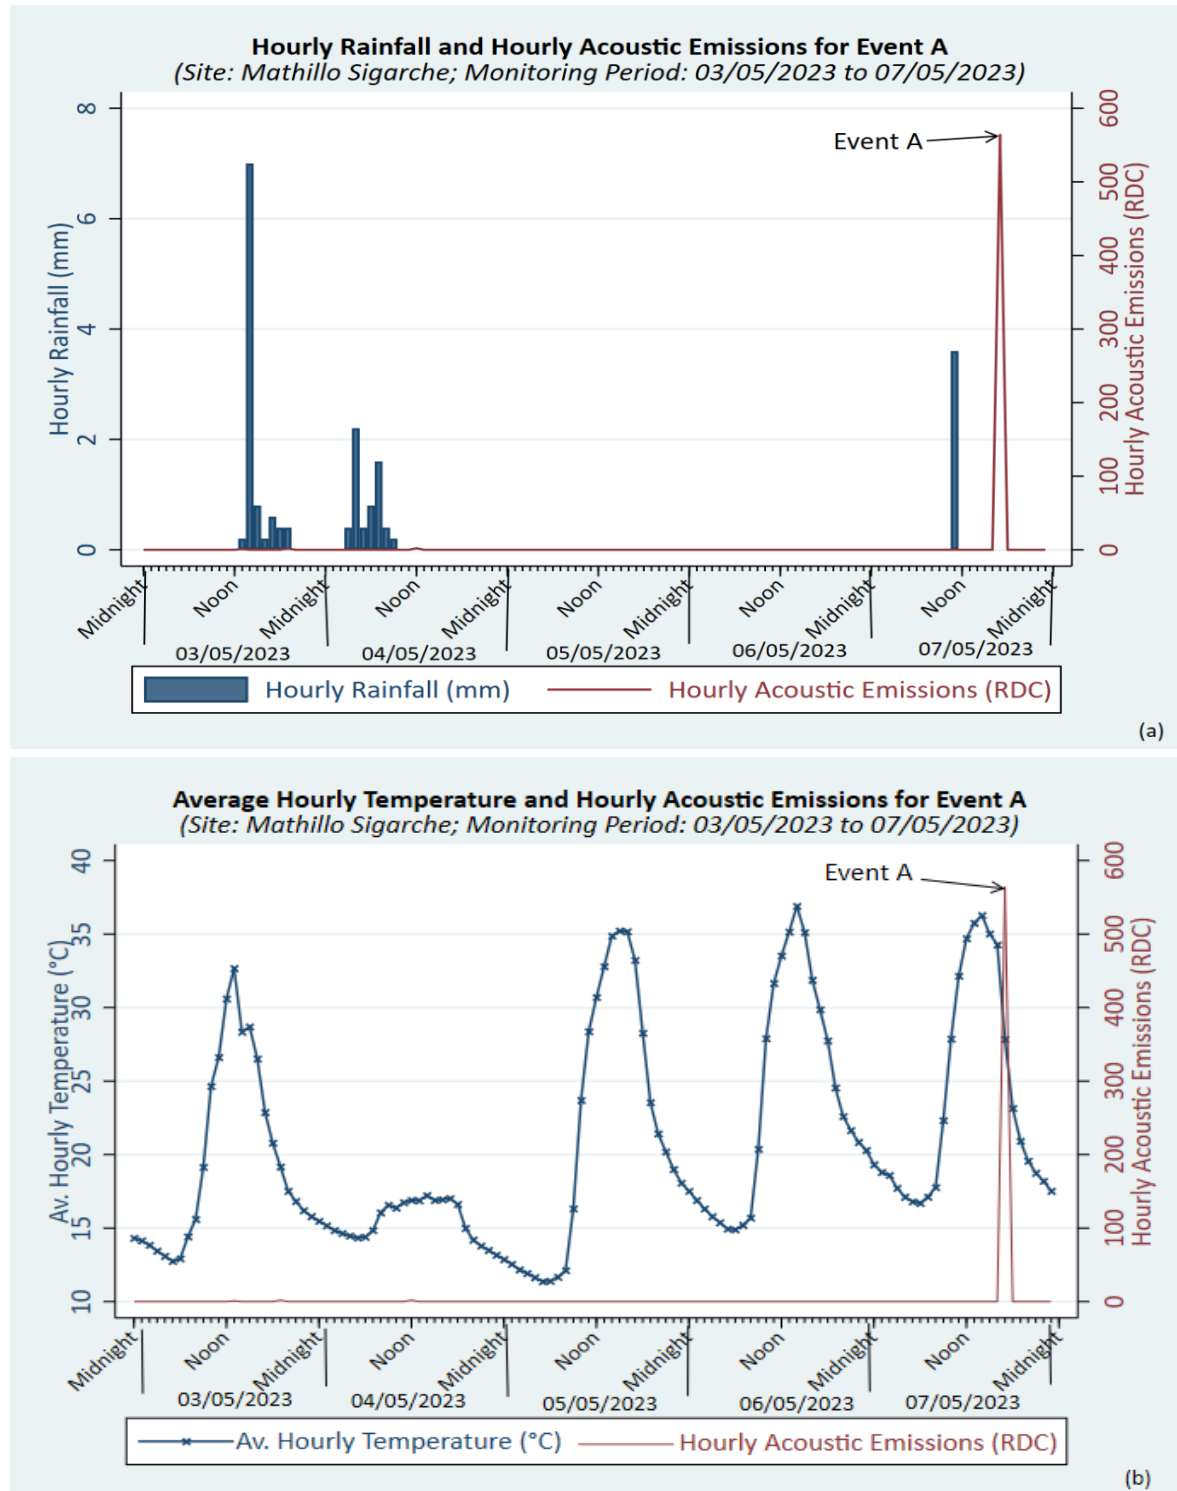 Hourly Rainfall and Hourly Acoustic Emissions for Event A
(Site: Mathillo Sigarche; Monitoring Period: 03/05/2023 to 07/05/2023)
Hourly Rainfall (mm)
8
6
4
2
0
Event A
600
500
400
300
200
100
0
Hourly Acoustic Emissions (RDC)
Midnight Noon Midnight Noon Midnight Noon Midnight Noon Midnight Noon Midnight
03/05/2023 04/05/2023 05/05/2023 06/05/2023 07/05/2023
Hourly Rainfall (mm) Hourly Acoustic Emissions (RDC)
(a)
Average Hourly Temperature and Hourly Acoustic Emissions for Event A
(Site: Mathillo Sigarche; Monitoring Period: 03/05/2023 to 07/05/2023)
Av. Hourly Temperature (°C)
40
35
30
25
20
15
10
Event A
600
500
400
300
200
100
0
Hourly Acoustic Emissions (RDC)
Midnight Noon Midnight Noon Midnight Noon Midnight Noon Midnight Noon Midnight
03/05/2023 04/05/2023 05/05/2023 06/05/2023 07/05/2023
Av. Hourly Temperature (°C) Hourly Acoustic Emissions (RDC)
(b)